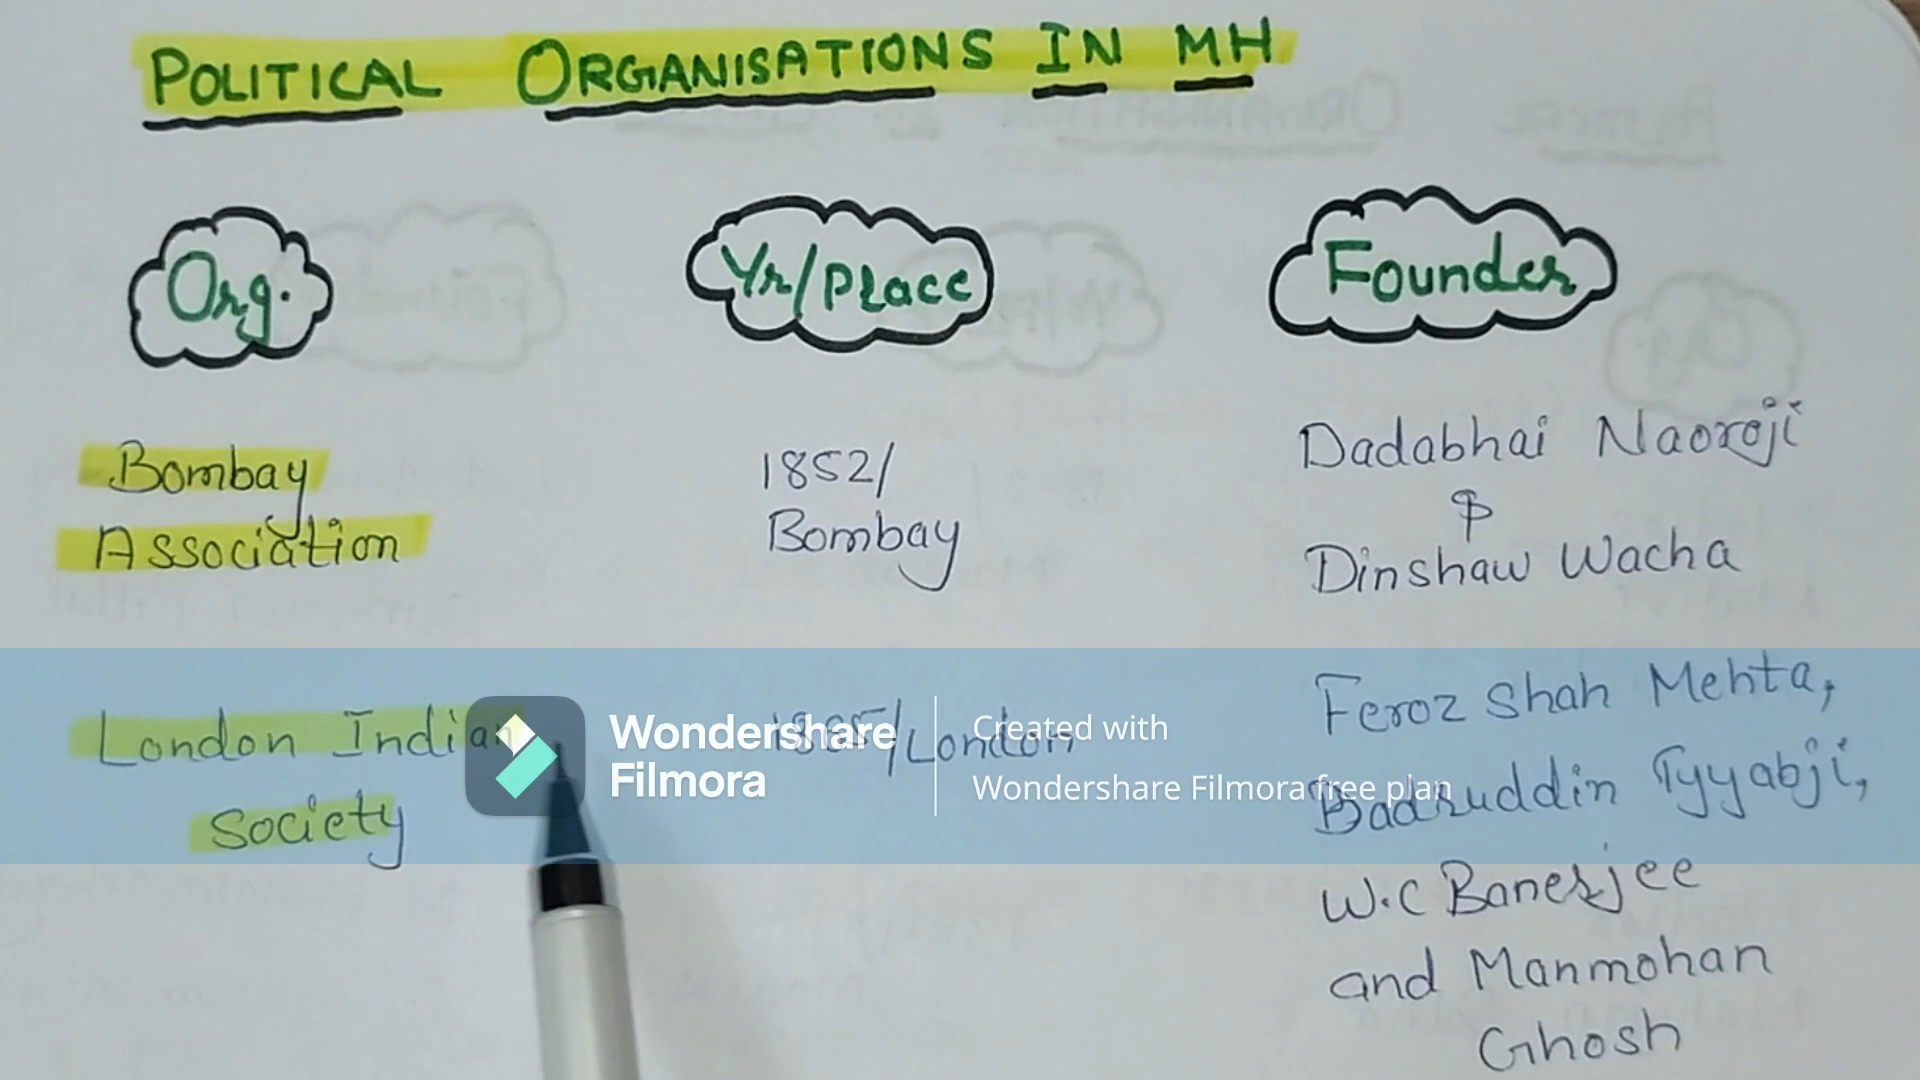 POLITICAL ORGANISATIONS IN MH
Org. Yr/Place Founder
Bombay
Association
1852/
Bombay
Dadabhai Naoroji
&
Dinshaw Wacha
London Indian
Society
/London
Feroz Shah Mehta,
Badruddin Tyyabji,
W.C Banerjee
and Manmohan
Ghosh
Wondershare
Filmora
Created with
Wondershare Filmora free plan